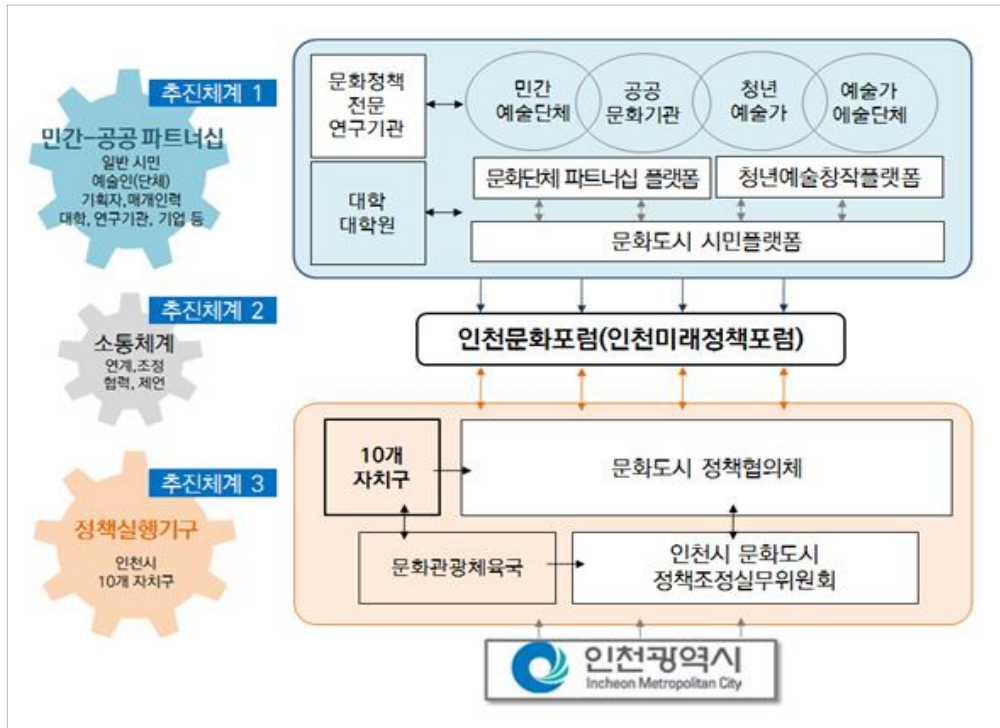 추진체계 1
민간-공공 파트너십
일반 시민
예술인(단체)
기획자,매개인력
대학, 연구기관, 기업 등
문화정책
전문
연구기관
민간
예술단체
공공
문화기관
청년
예술가
예술가
예술단체
대학
대학원
문화단체 파트너십 플랫폼
청년예술창작플랫폼
문화도시 시민플랫폼
추진체계 2
소통체계
연계,조정
협력, 제언
인천문화포럼(인천미래정책포럼)
추진체계 3
정책실행기구
인천시
10개 자치구
10개
자치구
문화도시 정책협의체
문화관광체육국
인천시 문화도시
정책조정실무위원회
인천광역시
Incheon Metropolitan City